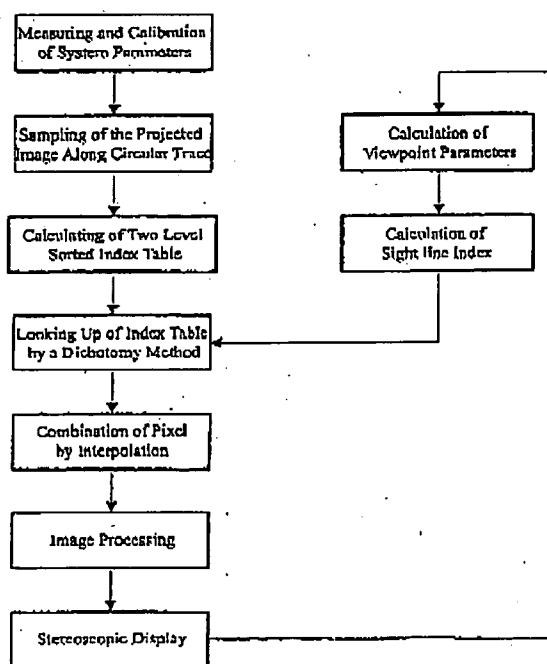 Measuring and Calibration
of System Parameters
Sampling of the Projected
Image Along Circular Trace
Calculating of Two Level
Sorted Index Table
Looking Up of Index Table
by a Dichotomy Method
Combination of Pixel
by Interpolation
Image Processing
Stereoscopic Display
Calculation of
Viewpoint Parameters
Calculation of
Sight line Index